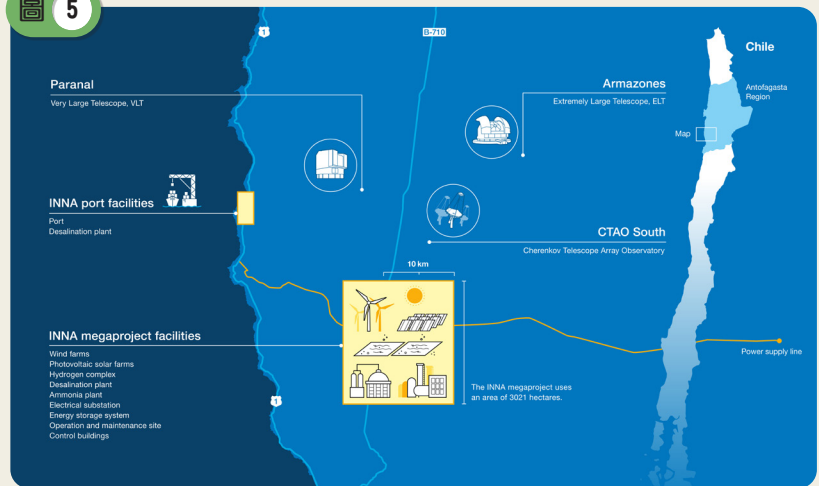 5
1
B-710
Chile
Paranal
Very Large Telescope, VLT
Armazones
Extremely Large Telescope, ELT
Antofagasta
Region
Map
INNA port facilities
Port
Desalination plant
CTAO South
Cherenkov Telescope Array Observatory
10 km
INNA megaproject facilities
Wind farms
Photovoltaic solar farms
Hydrogen complex
Desalination plant
Ammonia plant
Electrical substation
Energy storage system
Operation and maintenance site
Control buildings
Power supply line
The INNA megaproject uses
an area of 3021 hectares.
1